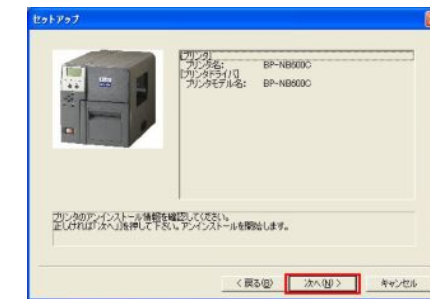 セットアップ
[プリンタ]
プリンタ名: BP-NB600C
[プリンタドライバ]
プリンタモデル名: BP-NB600C
プリンタのアンインストール情報を確認してください。
正しければ「次へ」を押して下さい。アンインストールを開始します。
< 戻る(B) 次へ(N) > キャンセル